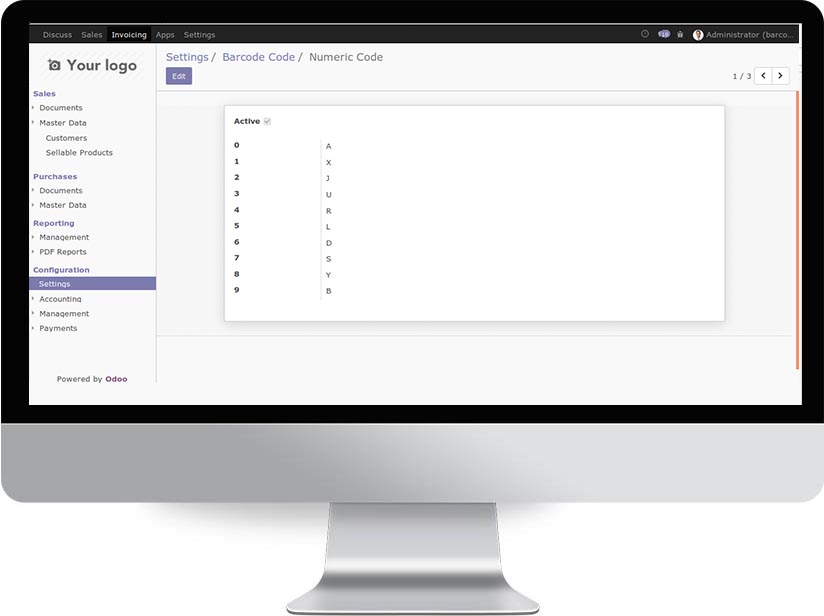 Discuss Sales Invoicing Apps Settings
Administrator (barco...
Your logo
Settings / Barcode Code / Numeric Code
Edit
1 / 3
Sales
Documents
Master Data
Customers
Sellable Products
Purchases
Documents
Master Data
Reporting
Management
PDF Reports
Configuration
Settings
Accounting
Management
Payments
Powered by Odoo
Active
0 A
1 X
2 J
3 U
4 R
5 L
6 D
7 S
8 Y
9 B